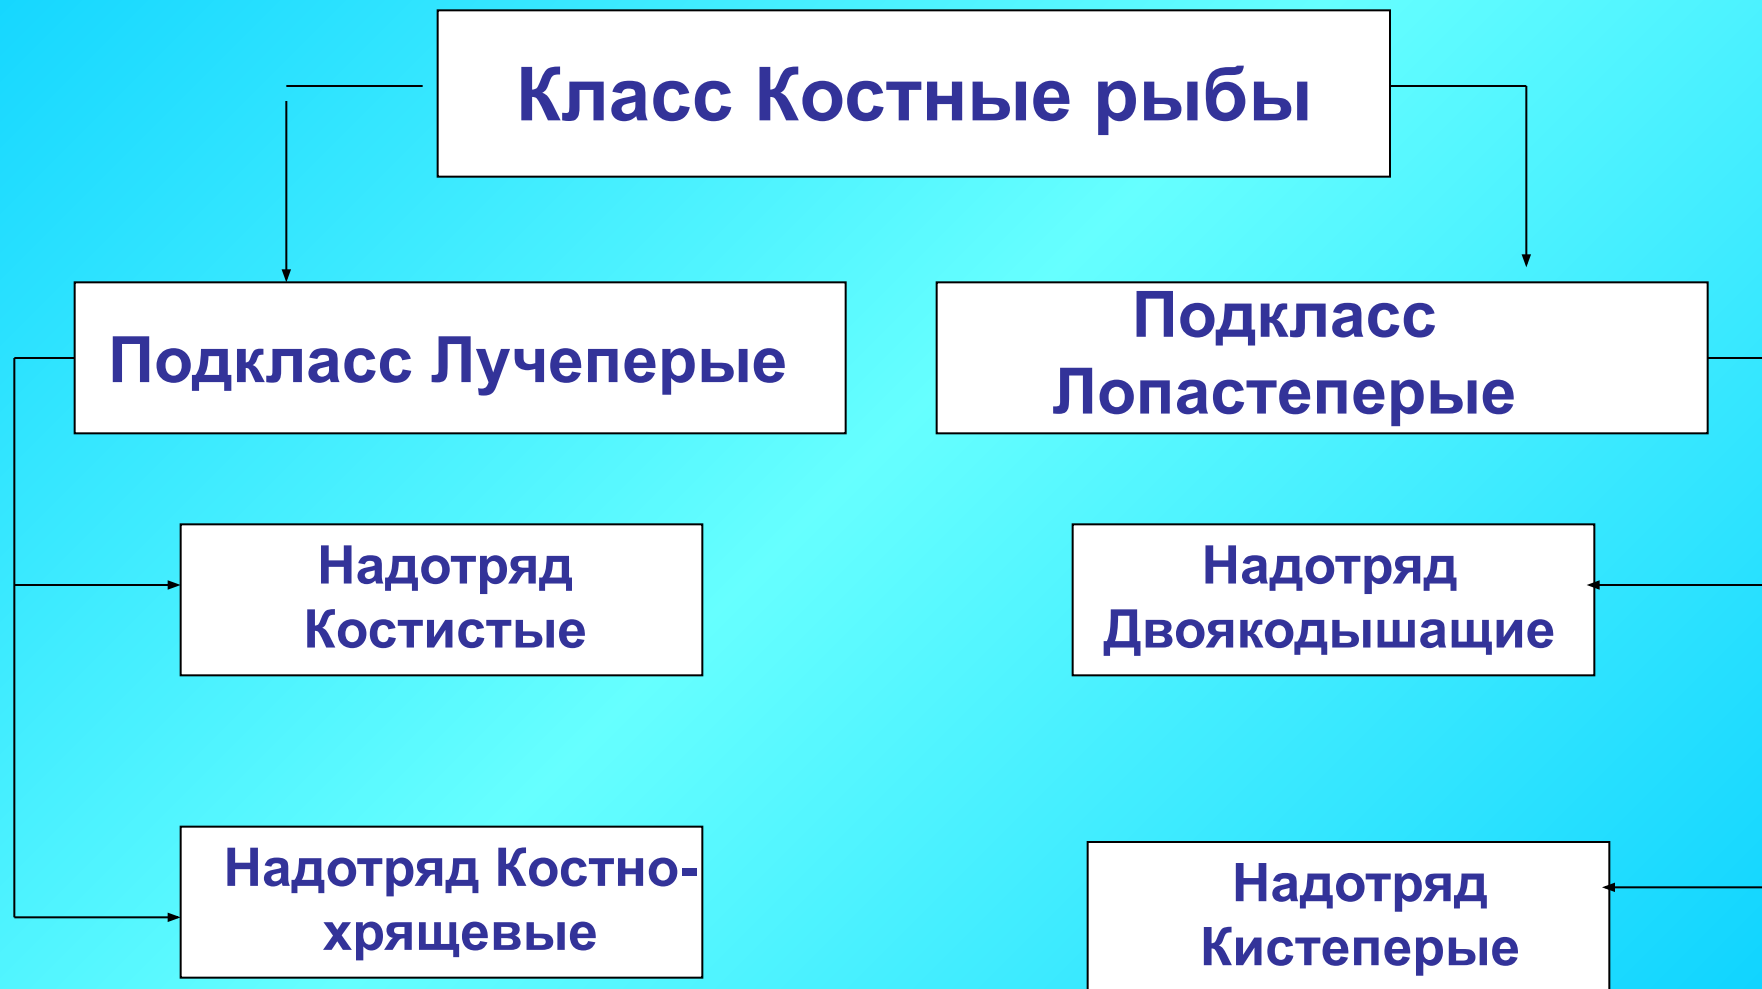 Класс Костные рыбы
Подкласс Лучеперые
Подкласс
Лопастеперые
Надотряд
Костистые
Надотряд
Двоякодышащие
Надотряд Костно-
хрящевые
Надотряд
Кистеперые